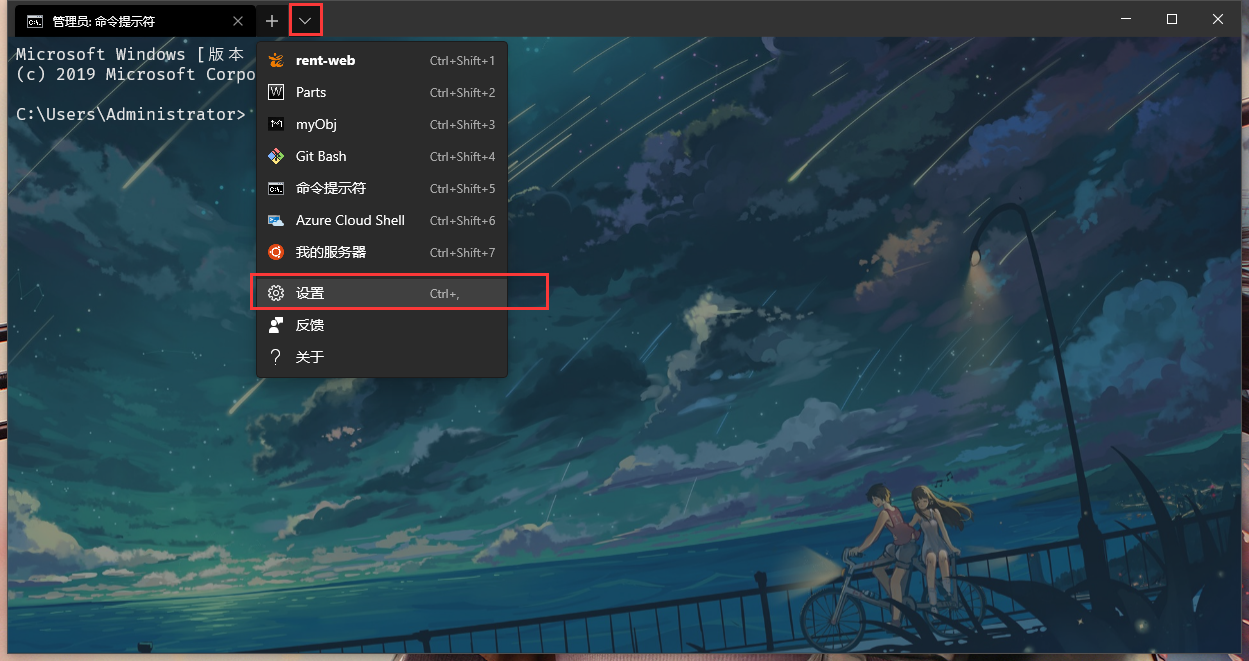 管理员: 命令提示符
Microsoft Windows [版本
(c) 2019 Microsoft Corpo
C:\Users\Administrator>
rent-web Ctrl+Shift+1
Parts Ctrl+Shift+2
myObj Ctrl+Shift+3
Git Bash Ctrl+Shift+4
命令提示符 Ctrl+Shift+5
Azure Cloud Shell Ctrl+Shift+6
我的服务器 Ctrl+Shift+7
设置 Ctrl+,
反馈
关于